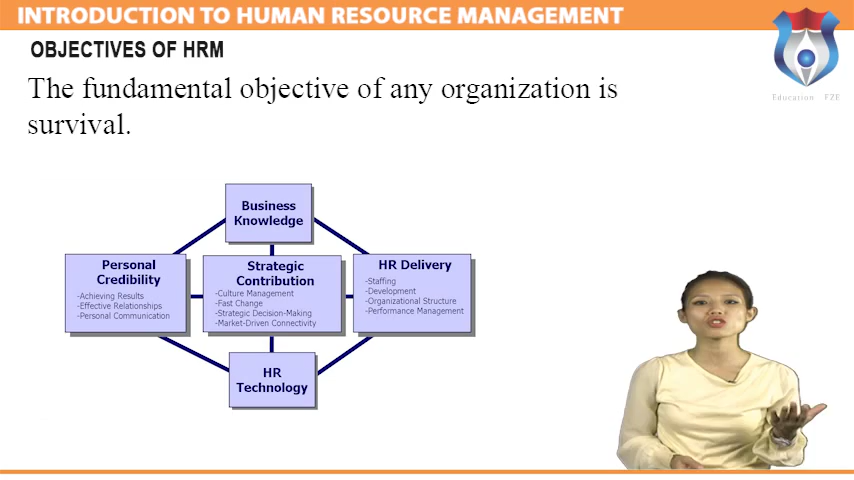 INTRODUCTION TO HUMAN RESOURCE MANAGEMENT
OBJECTIVES OF HRM
Education FZE
The fundamental objective of any organization is
survival.
Business
Knowledge
Personal
Credibility
-Achieving Results
-Effective Relationships
-Personal Communication
Strategic
Contribution
-Culture Management
-Fast Change
-Strategic Decision-Making
-Market-Driven Connectivity
HR Delivery
-Staffing
-Development
-Organizational Structure
-Performance Management
HR
Technology